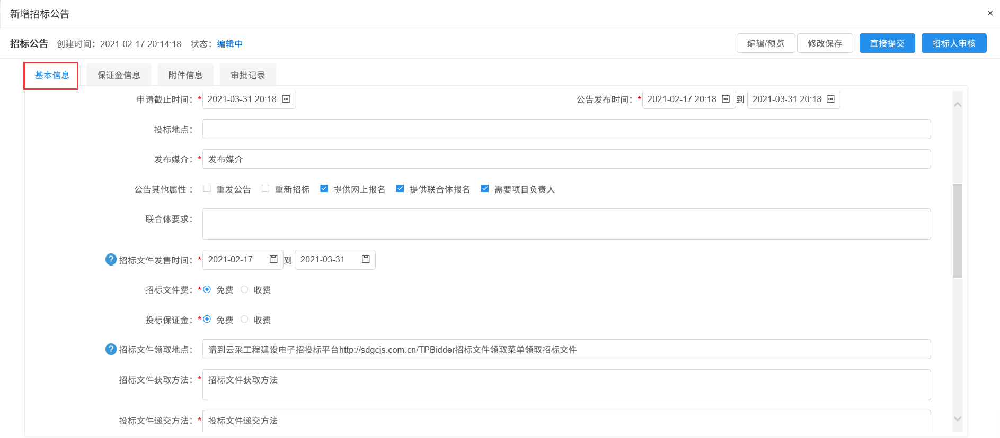 新增招标公告
×
招标公告 创建时间：2021-02-17 20:14:18 状态：编辑中 编辑/预览 修改保存 直接提交 招标人审核
基本信息 保证金信息 附件信息 审批记录
申请截止时间：* 2021-03-31 20:18 公告发布时间：* 2021-02-17 20:18 到 2021-03-31 20:18
投标地点：
发布媒介：* 发布媒介
公告其他属性： 重发公告 重新招标 提供网上报名 提供联合体报名 需要项目负责人
联合体要求：
? 招标文件发售时间：* 2021-02-17 到 2021-03-31
招标文件费：* 免费 收费
投标保证金：* 免费 收费
? 招标文件领取地点： 请到云采工程建设电子招投标平台http://sdgcjs.com.cn/TPBidder招标文件领取菜单领取招标文件
招标文件获取方法：* 招标文件获取方法
投标文件递交方法：* 投标文件递交方法